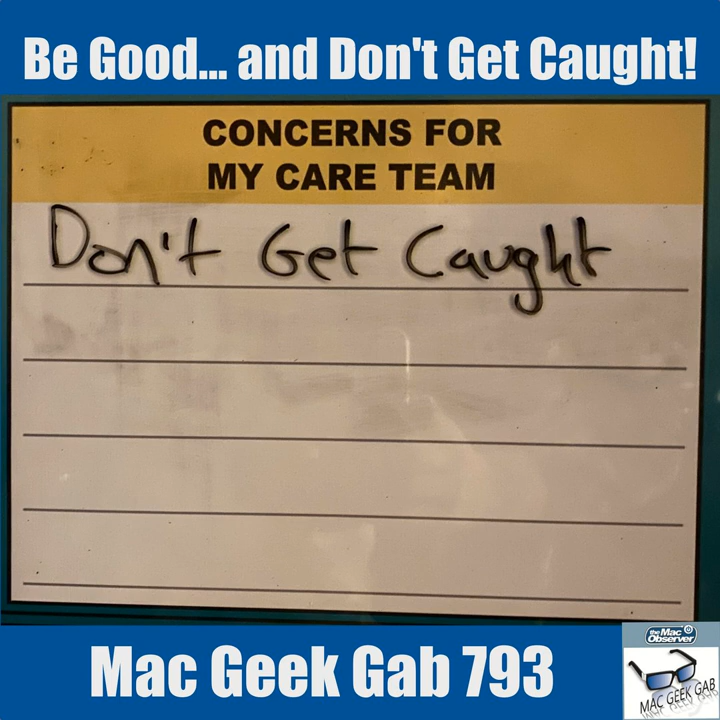 Be Good... and Don't Get Caught!
CONCERNS FOR
MY CARE TEAM
Don't Get Caught
Mac Geek Gab 793
the Mac
Observer
MAC GEEK GAB